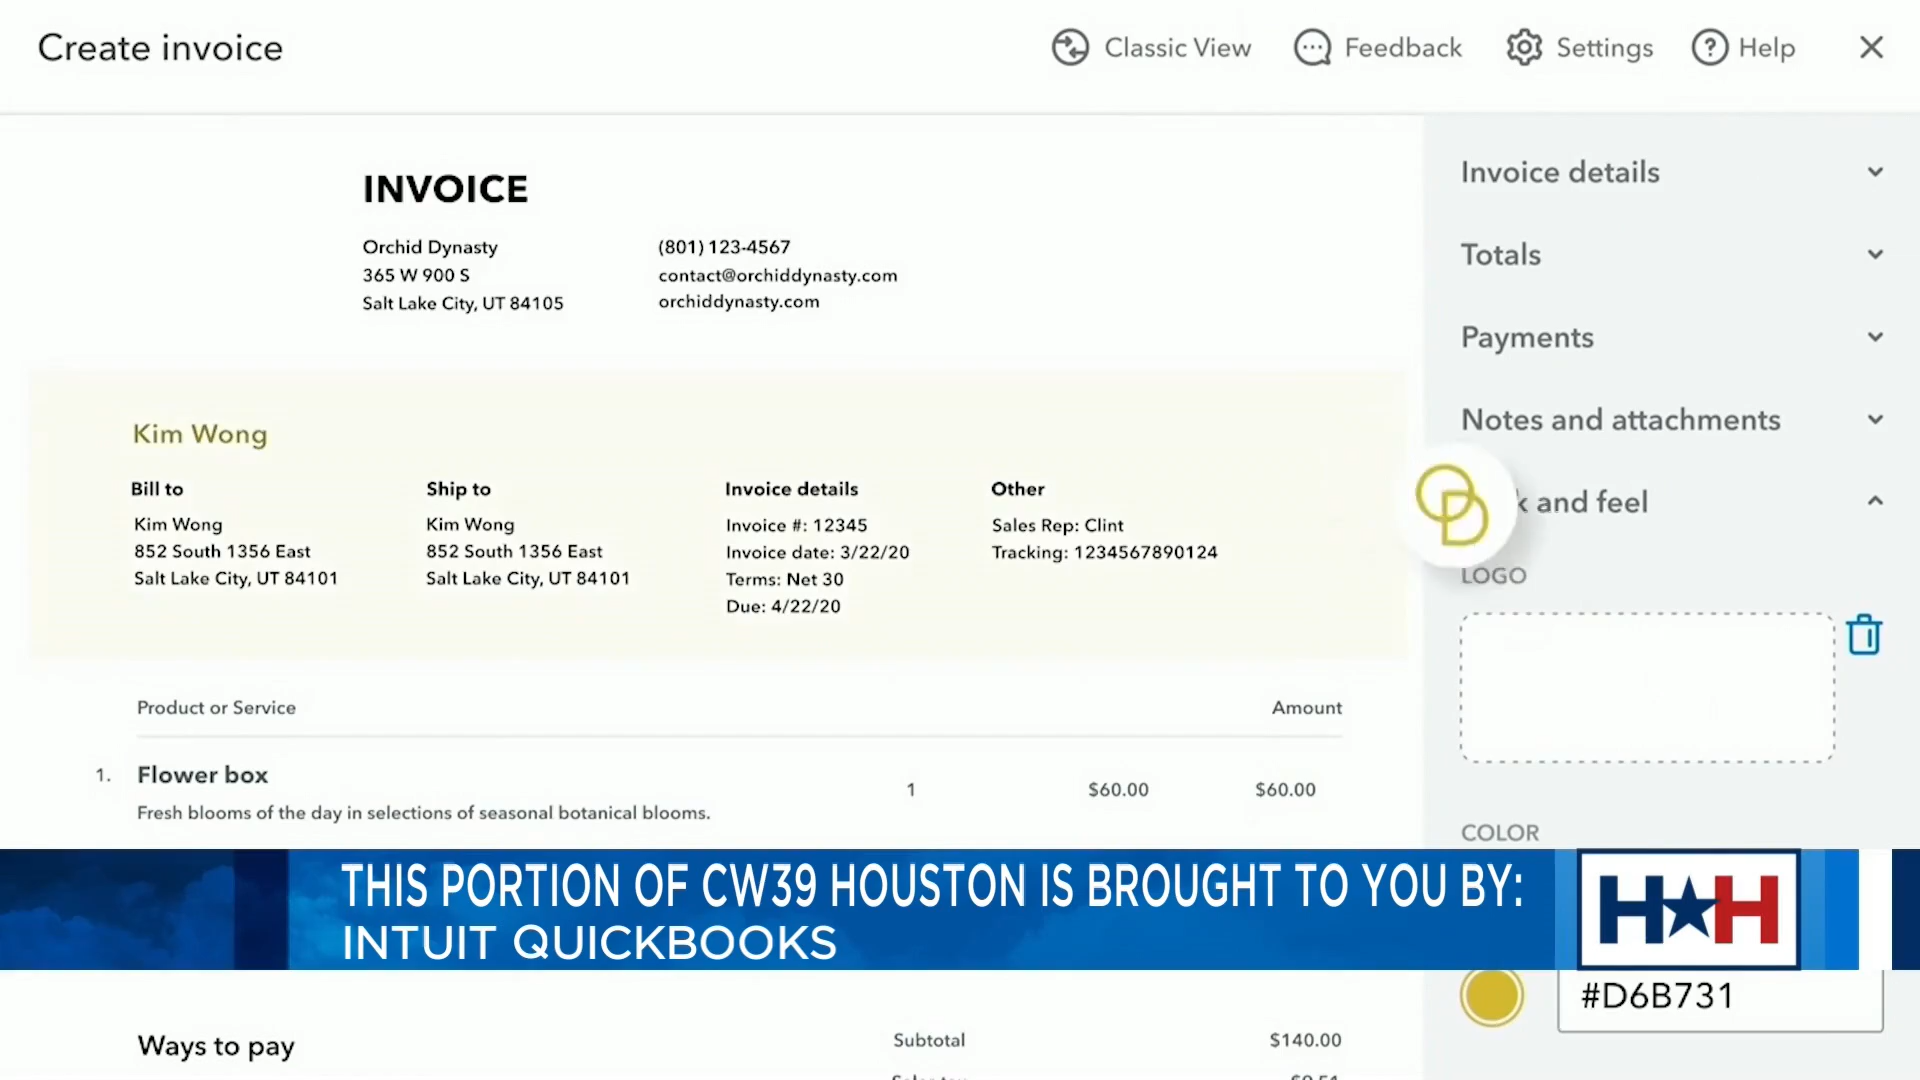 Create invoice
Classic View
Feedback
Settings
Help
INVOICE
Orchid Dynasty
365 W 900 S
Salt Lake City, UT 84105
(801) 123-4567
contact@orchiddynasty.com
orchiddynasty.com
Kim Wong
Bill to
Kim Wong
852 South 1356 East
Salt Lake City, UT 84101
Ship to
Kim Wong
852 South 1356 East
Salt Lake City, UT 84101
Invoice details
Invoice #: 12345
Invoice date: 3/22/20
Terms: Net 30
Due: 4/22/20
Other
Sales Rep: Clint
Tracking: 1234567890124
Product or Service Amount
1. Flower box 1 $60.00 $60.00
Fresh blooms of the day in selections of seasonal botanical blooms.
Ways to pay
Subtotal $140.00
Invoice details
Totals
Payments
Notes and attachments
and feel
LOGO
COLOR
#D6B731
THIS PORTION OF CW39 HOUSTON IS BROUGHT TO YOU BY:
INTUIT QUICKBOOKS
H★H